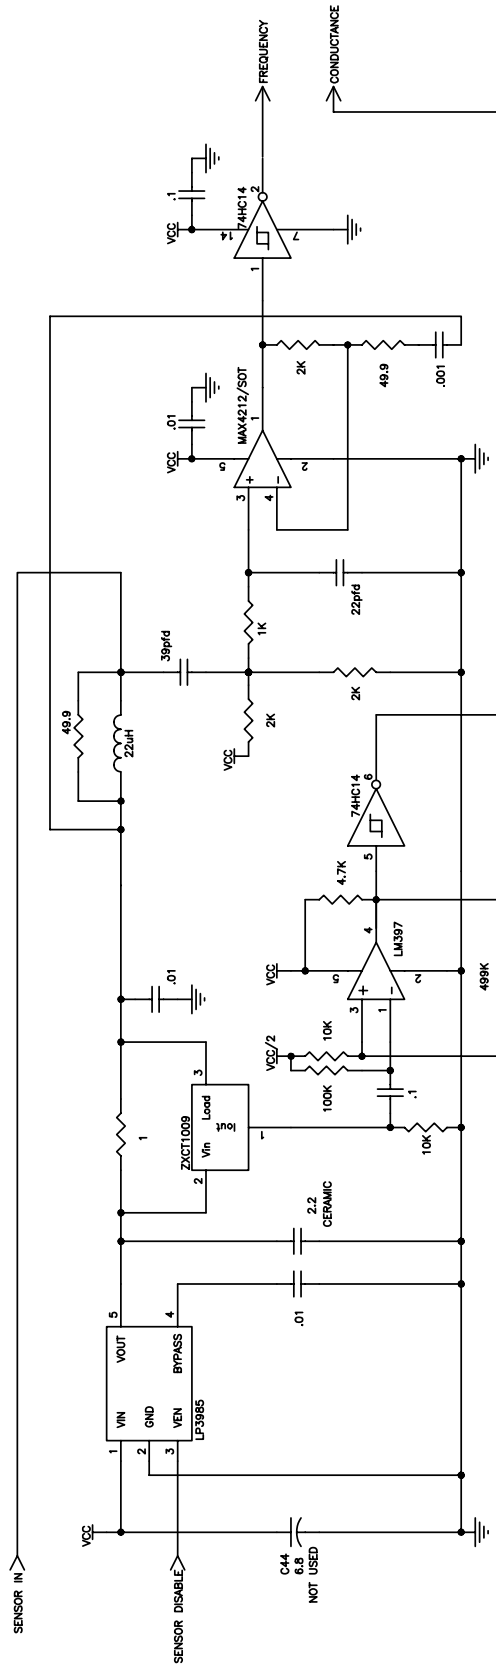 SENSOR IN
SENSOR DISABLE
VCC
C44
6.8
NOT USED
1
VIN
2
GND
3
VEN
VOUT
5
BYPASS
4
LP3985
.01
2.2
CERAMIC
1
ZXCT1009
2
Vin
Load
3
Iout
1
.01
10K
.1
VCC/2
100K
10K
VCC
3
+
1
−
5
2
4
LM397
4.7K
499K
5
74HC14
6
49.9
22uH
39pfd
VCC
2K
1K
2K
22pfd
VCC
.01
3
+
4
−
5
2
1
MAX4212/SOT
2K
49.9
.001
VCC
.1
1
14
7
74HC14
2
FREQUENCY
CONDUCTANCE